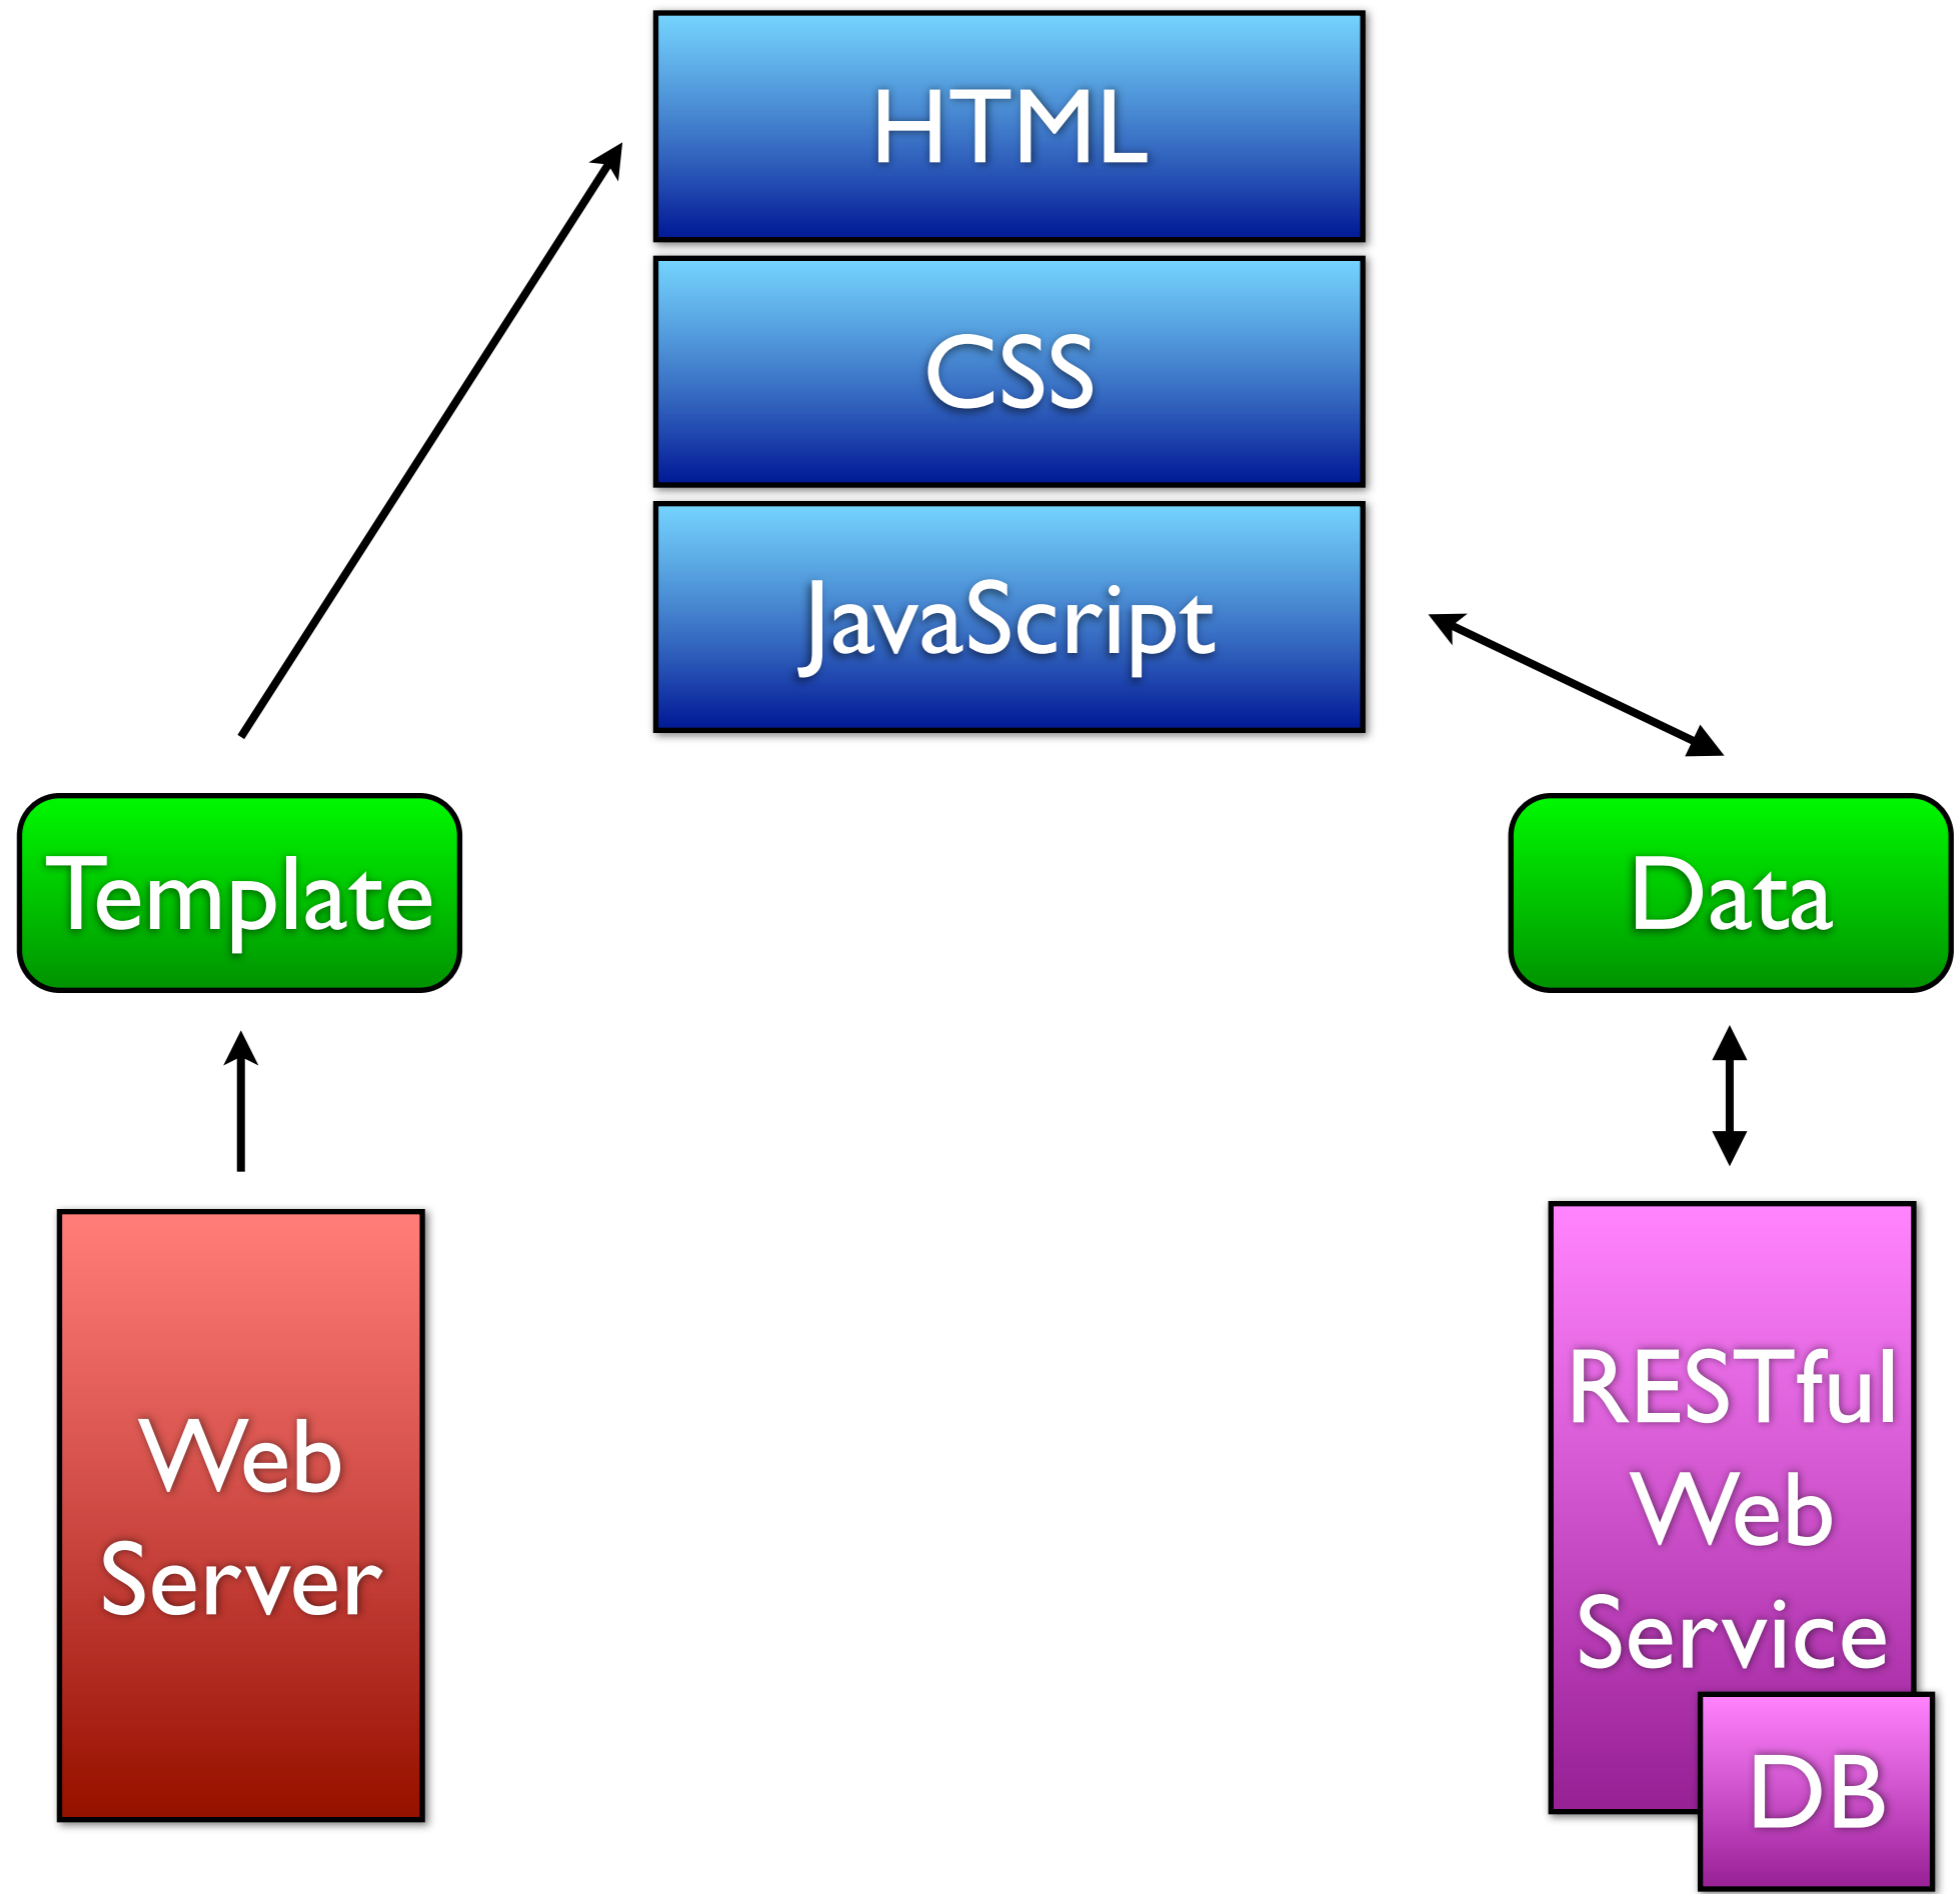 HTML
CSS
JavaScript
Template
Data
Web
Server
RESTful
Web
Service
DB